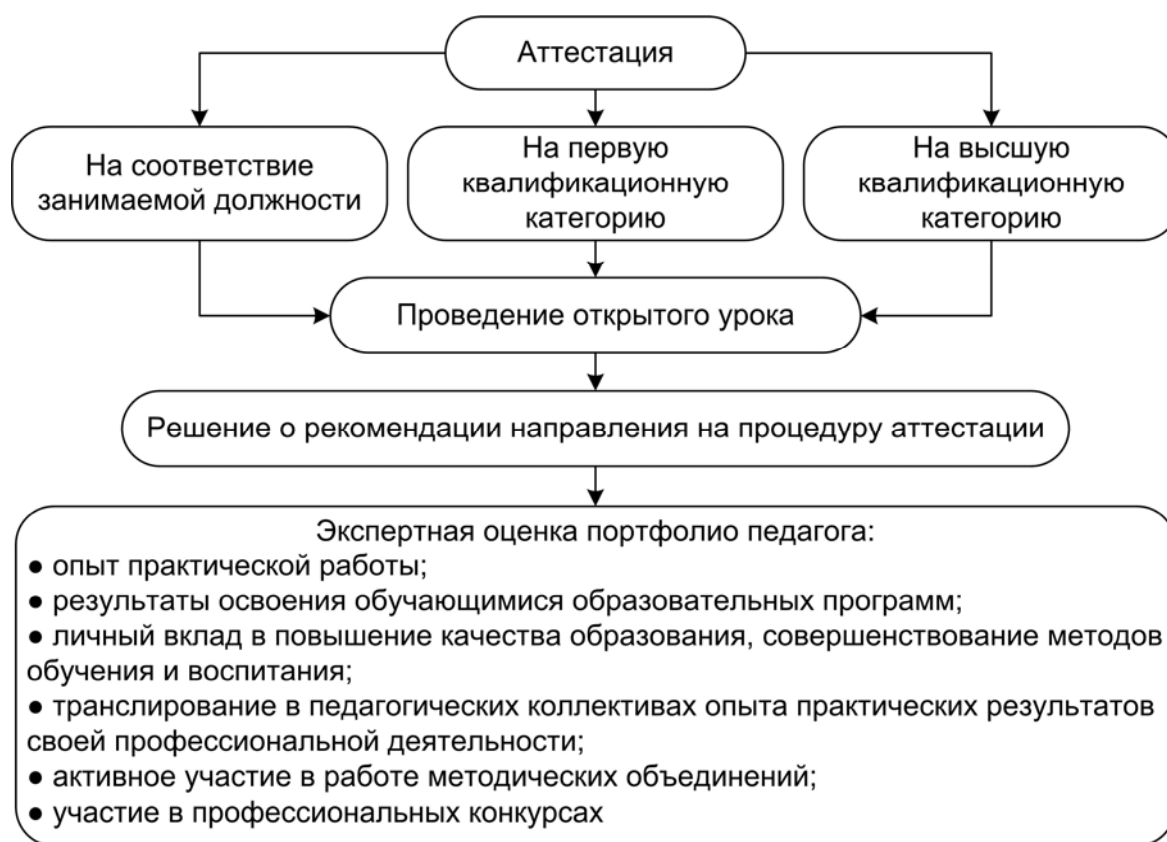 Аттестация
На соответствие
занимаемой должности
На первую
квалификационную
категорию
На высшую
квалификационную
категорию
Проведение открытого урока
Решение о рекомендации направления на процедуру аттестации
Экспертная оценка портфолио педагога:
● опыт практической работы;
● результаты освоения обучающимися образовательных программ;
● личный вклад в повышение качества образования, совершенствование методов
обучения и воспитания;
● транслирование в педагогических коллективах опыта практических результатов
своей профессиональной деятельности;
● активное участие в работе методических объединений;
● участие в профессиональных конкурсах